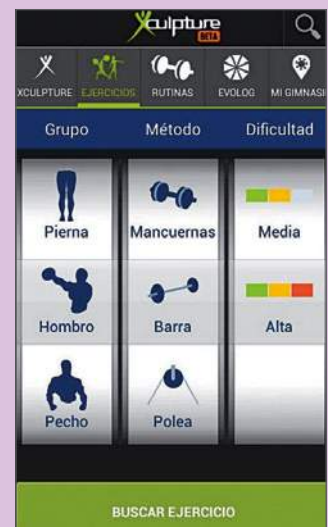 Xculpture
BETA
XCULPTURE EJERCICIOS RUTINAS EVOLOG MI GIMNASI
Grupo Método Dificultad
Pierna Mancuernas Media
Hombro Barra Alta
Pecho Polea
BUSCAR EJERCICIO